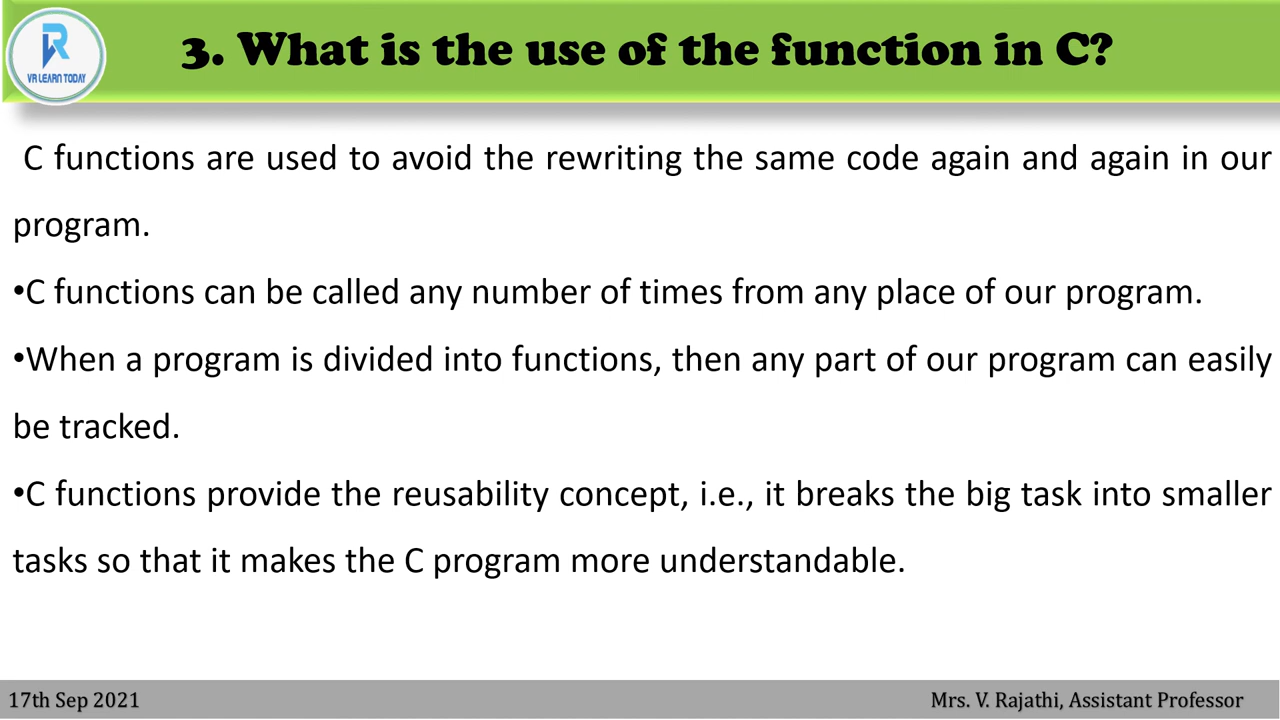 VR LEARN TODAY
3. What is the use of the function in C?
C functions are used to avoid the rewriting the same code again and again in our
program.
•C functions can be called any number of times from any place of our program.
•When a program is divided into functions, then any part of our program can easily
be tracked.
•C functions provide the reusability concept, i.e., it breaks the big task into smaller
tasks so that it makes the C program more understandable.
17th Sep 2021
Mrs. V. Rajathi, Assistant Professor